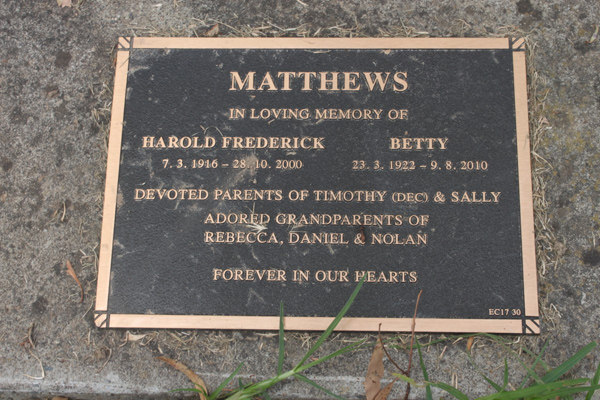 MATTHEWS
IN LOVING MEMORY OF
HAROLD FREDERICK BETTY
7. 3. 1916 – 28. 10. 2000 23. 3. 1922 – 9. 8. 2010
DEVOTED PARENTS OF TIMOTHY (DEC) & SALLY
ADORED GRANDPARENTS OF
REBECCA, DANIEL & NOLAN
FOREVER IN OUR HEARTS
EC17 30